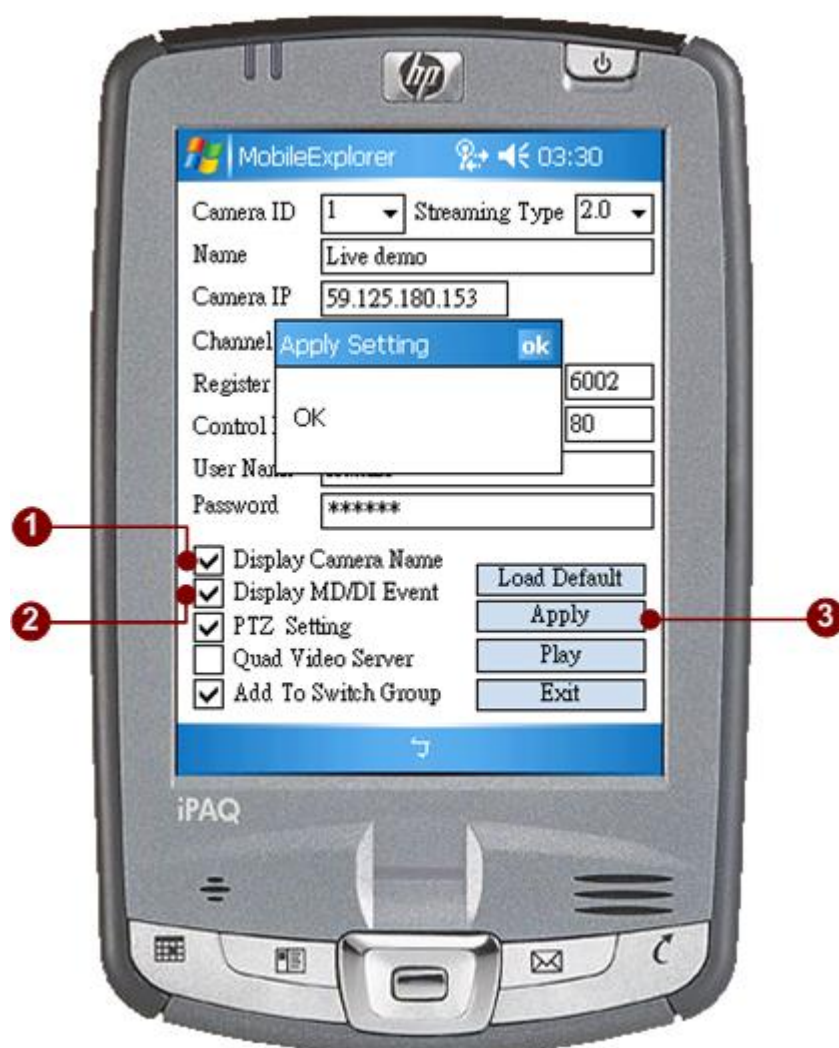 hp
MobileExplorer 03:30
Camera ID 1 Streaming Type 2.0
Name Live demo
Camera IP 59.125.180.153
Channel
Apply Setting ok
Register 6002
OK
Control 80
User Name
Password ******
1
Display Camera Name
Load Default
2
Display MD/DI Event
Apply
3
PTZ Setting
Play
Quad Video Server
Add To Switch Group
Exit
iPAQ